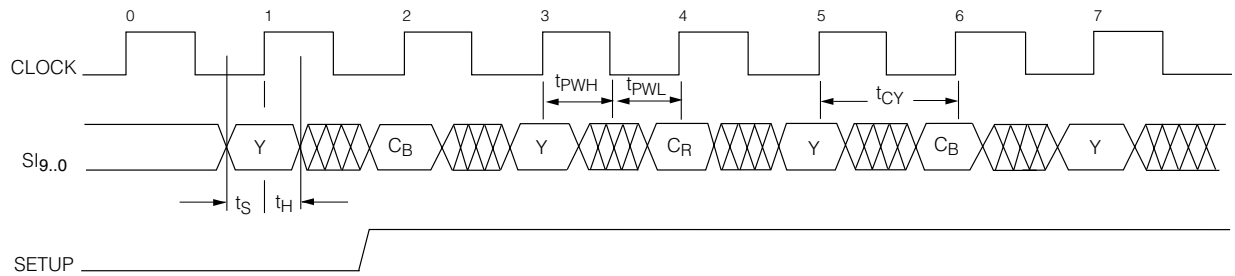 0 1 2 3 4 5 6 7
CLOCK
tPWH tPWL tCY
SI9..0 Y CB Y CR Y CB Y
tS tH
SETUP